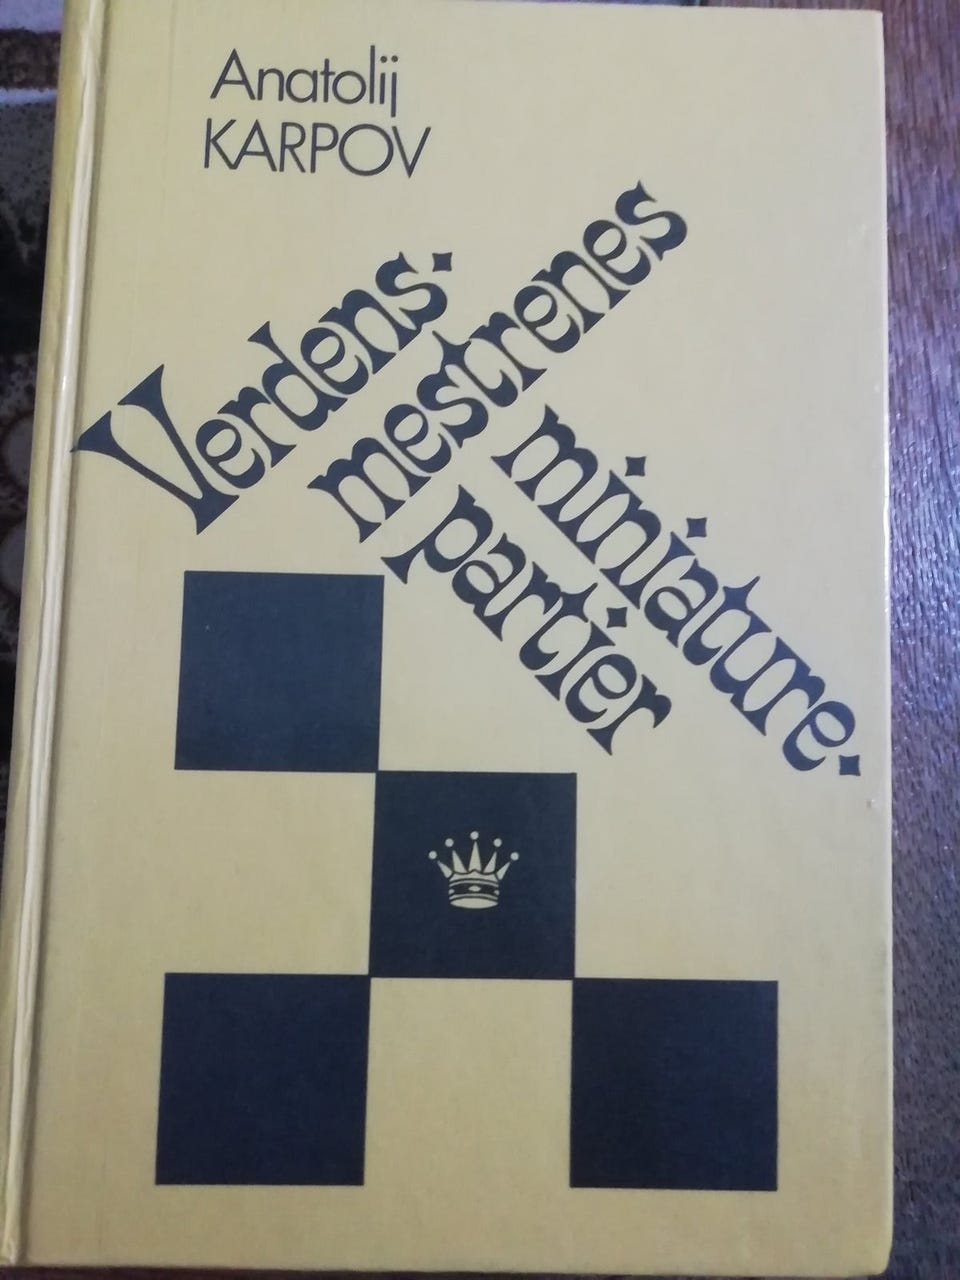 Anatolij
KARPOV
Verdens-
mestrenes
miniature-
partier